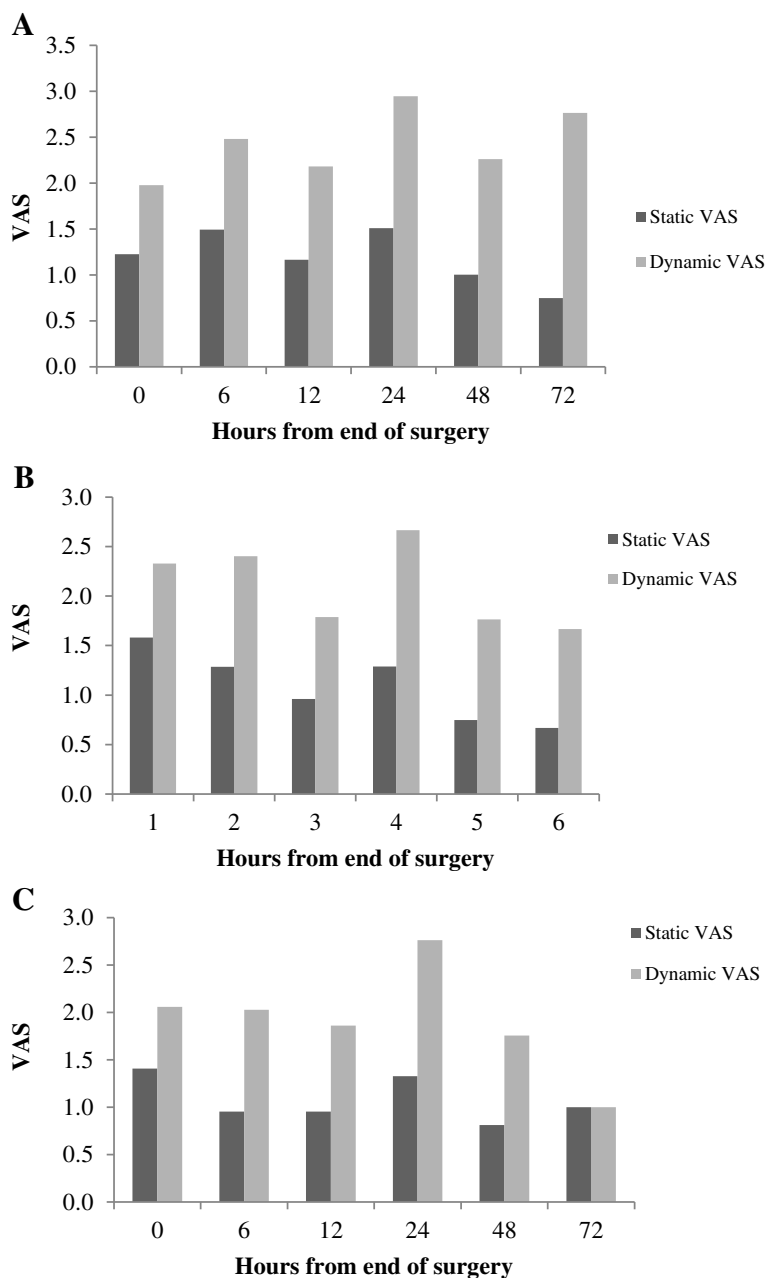 A
3.5
3.0
2.5
2.0
1.5
1.0
0.5
0.0
VAS
Static VAS
Dynamic VAS
0 6 12 24 48 72
Hours from end of surgery
B
3.0
2.5
2.0
1.5
1.0
0.5
0.0
VAS
Static VAS
Dynamic VAS
1 2 3 4 5 6
Hours from end of surgery
C
3.0
2.5
2.0
1.5
1.0
0.5
0.0
VAS
Static VAS
Dynamic VAS
0 6 12 24 48 72
Hours from end of surgery